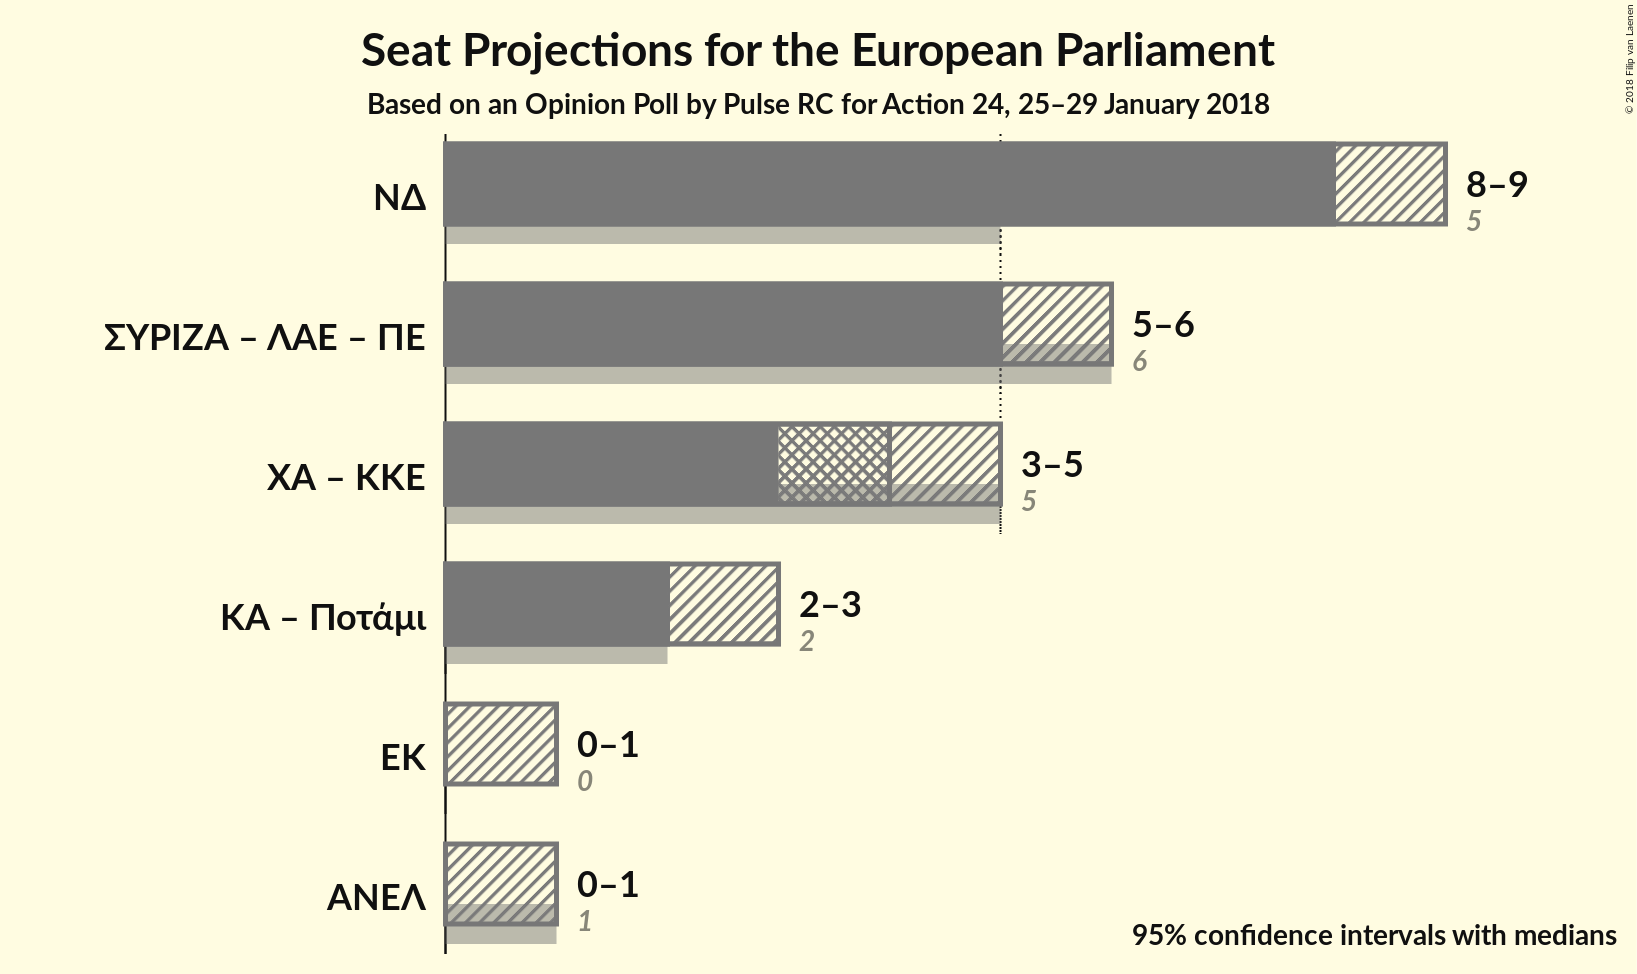 Seat Projections for the European Parliament
Based on an Opinion Poll by Pulse RC for Action 24, 25–29 January 2018
© 2018 Filip van Laenen
ΝΔ
8–9
5
ΣΥΡΙΖΑ – ΛΑΕ – ΠΕ
5–6
6
ΧΑ – ΚΚΕ
3–5
5
ΚΑ – Ποτάμι
2–3
2
ΕΚ
0–1
0
ΑΝΕΛ
0–1
1
95% confidence intervals with medians